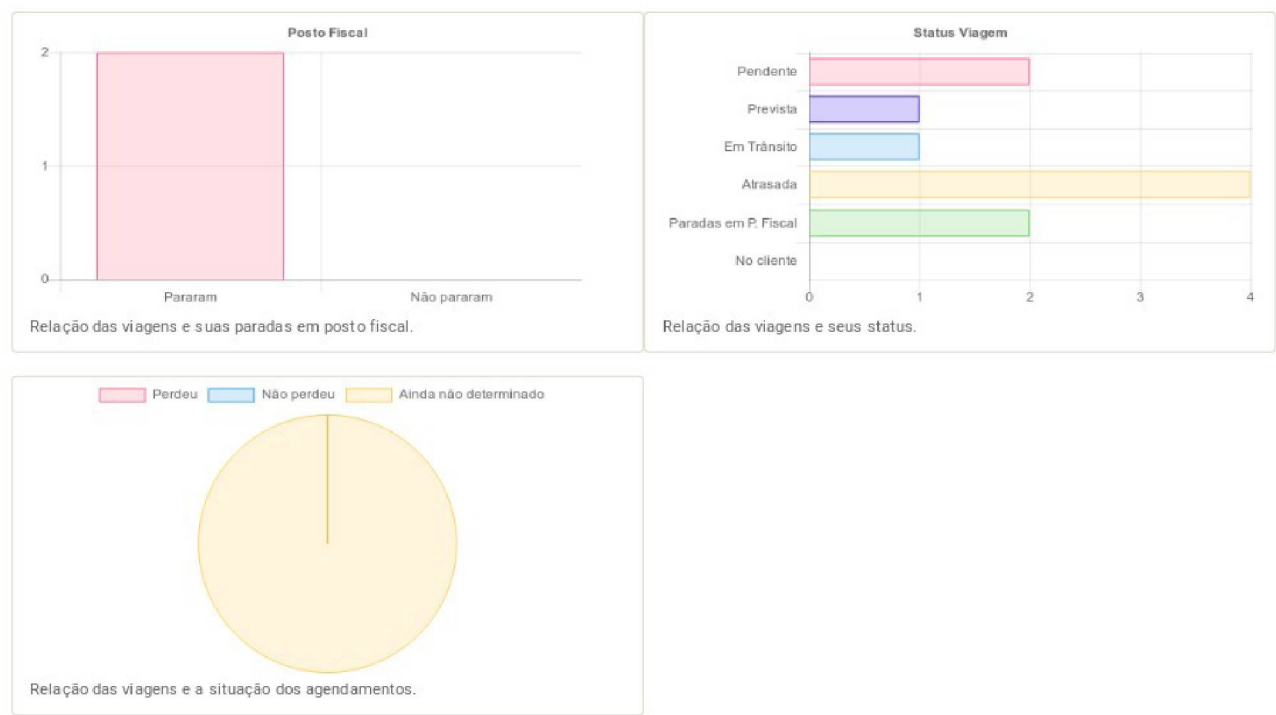 Posto Fiscal
2
1
0
Pararam Não pararam
Relação das viagens e suas paradas em posto fiscal.
Status Viagem
Pendente
Prevista
Em Trânsito
Atrasada
Paradas em P. Fiscal
No cliente
0 1 2 3 4
Relação das viagens e seus status.
Perdeu Não perdeu Ainda não determinado
Relação das viagens e a situação dos agendamentos.